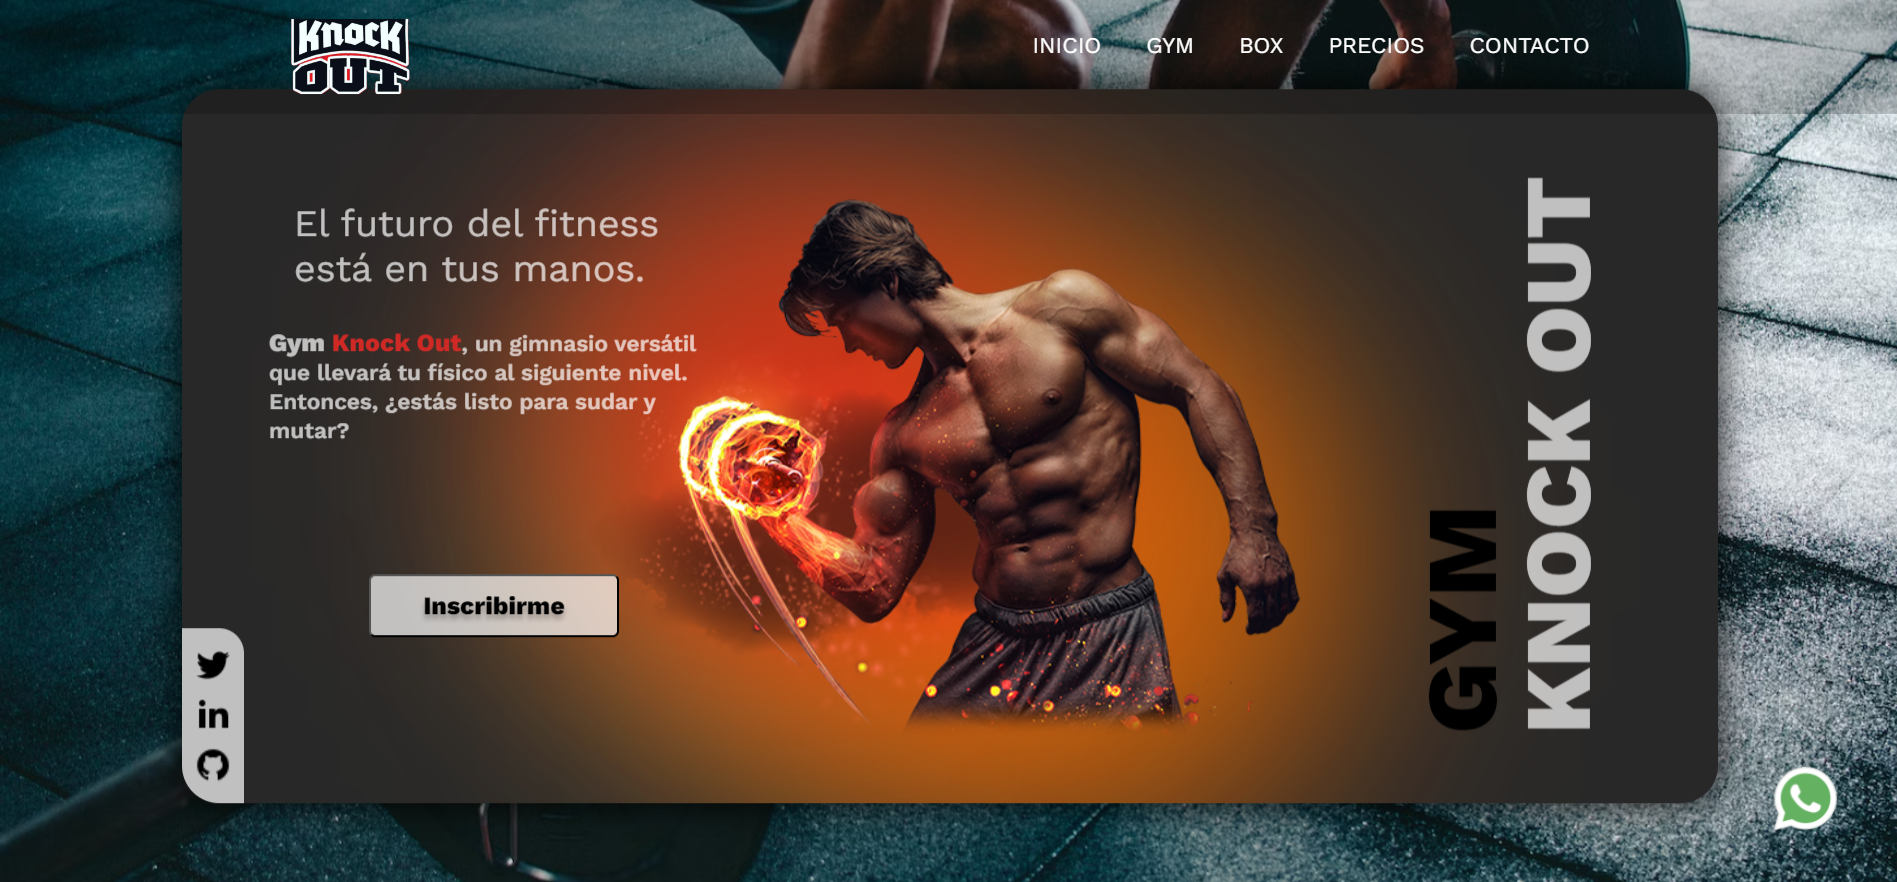 Knock
OUT
INICIO GYM BOX PRECIOS CONTACTO
El futuro del fitness
está en tus manos.
Gym Knock Out, un gimnasio versátil
que llevará tu físico al siguiente nivel.
Entonces, ¿estás listo para sudar y
mutar?
Inscribirme
in
GYM
KNOCK OUT